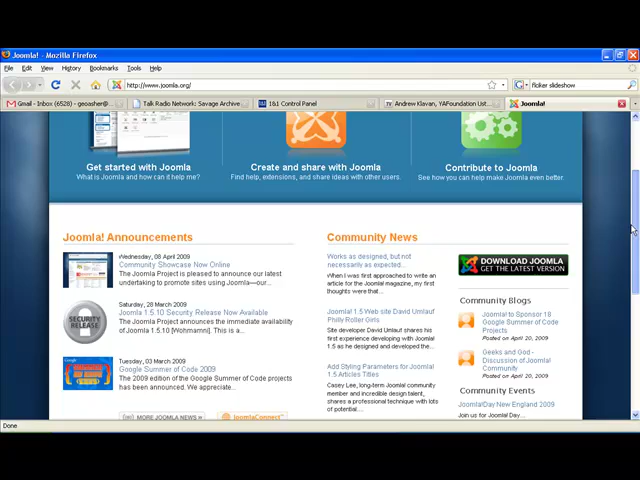 Joomla! - Mozilla Firefox
File Edit View History Bookmarks Tools Help
http://www.joomla.org/
flciker slideshow
Gmail - Inbox (6528) - geoasher@...
Talk Radio Network: Savage Archive...
1&1 Control Panel
Andrew Klavan, YAFoundation Ust...
Joomla!
Get started with Joomla
What is Joomla and how can it help me?
Create and share with Joomla
Find help, extensions, and share ideas with other users.
Contribute to Joomla
See how you can help make Joomla even better.
Joomla! Announcements
Wednesday, 08 April 2009
Community Showcase Now Online
The Joomla Project is pleased to announce our latest
undertaking to promote websites using Joomla—our...
SECURITY
RELEASE
Saturday, 28 March 2009
Joomla 1.5.10 Security Release Now Available
The Joomla Project announces the immediate availability
of Joomla 1.5.10 [Wohmamni]. This is a...
Tuesday, 03 March 2009
Google Summer of Code 2009
The 2009 edition of the Google Summer of Code projects
has been announced. We appreciate...
MORE JOOMLA NEWS »
JoomlaConnect™
Community News
Works as designed, but not
necessarily as expected...
When I was first approached to write an
article for the Joomla! magazine, my first
thoughts were that...
Joomla! 1.5 Web site David Umlauf
Philly Roller Girls
Site developer David Umlauf shares his
first experience developing with Joomla!
1.5 as he designed and developed the...
Add Styling Parameters for Joomla!
1.5 Articles Titles
Casey Lee, long-term Joomla! community
member and incredible design talent,
shares a professional technique with lots
of potential....
DOWNLOAD JOOMLA
GET THE LATEST VERSION
Community Blogs
Joomla! to Sponsor 18
Google Summer of Code
Projects
Posted on April 20, 2009
Geeks and God -
Discussion of Joomla!
Community
Posted on April 20, 2009
Community Events
Joomla!Day New England 2009
Join us for Joomla! Day...
Done